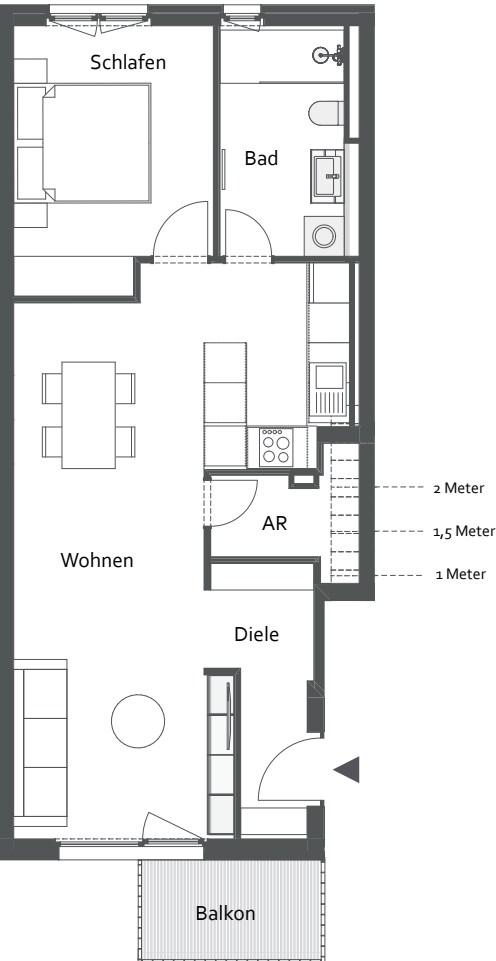 Schlafen
Bad
2 Meter
AR
1,5 Meter
Wohnen
1 Meter
Diele
Balkon